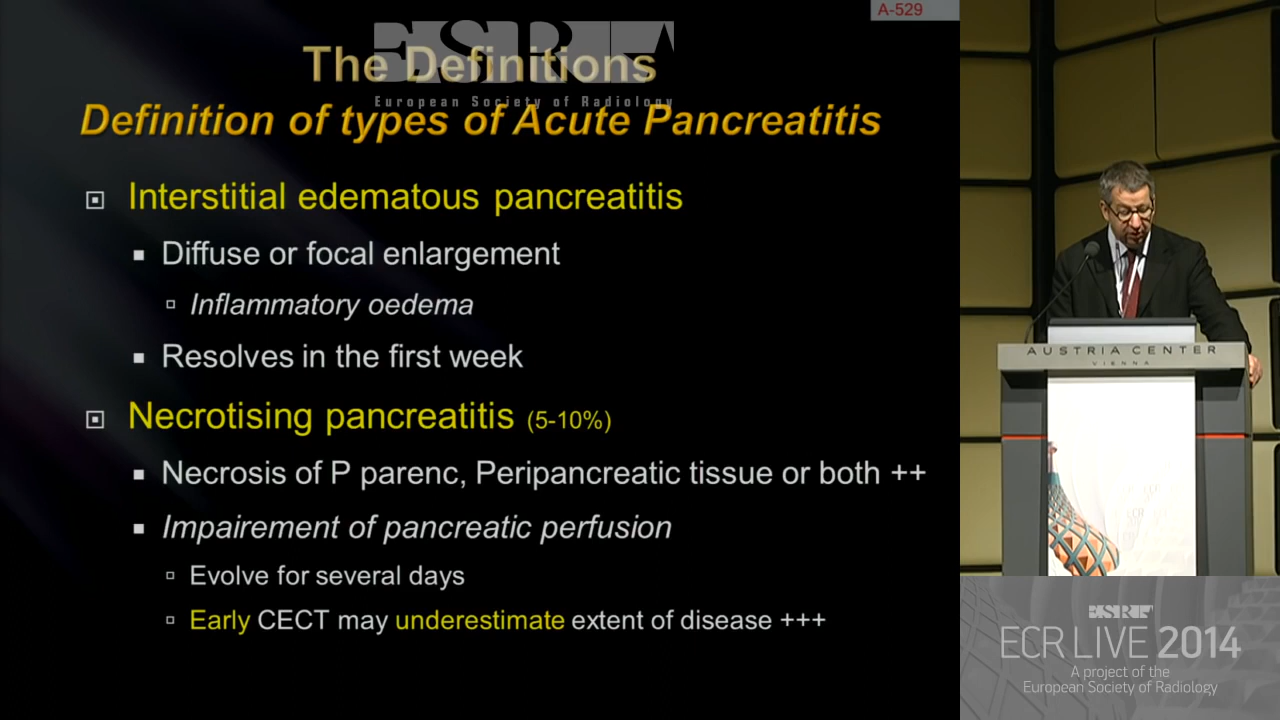 A-529
ESR
European Society of Radiology
The Definitions
Definition of types of Acute Pancreatitis
Interstitial edematous pancreatitis
Diffuse or focal enlargement
Inflammatory oedema
Resolves in the first week
Necrotising pancreatitis (5-10%)
Necrosis of P parenc, Peripancreatic tissue or both ++
Impairement of pancreatic perfusion
Evolve for several days
Early CECT may underestimate extent of disease +++
AUSTRIA CENTER
VIENNA
ESR
ECR LIVE 2014
A project of the
European Society of Radiology